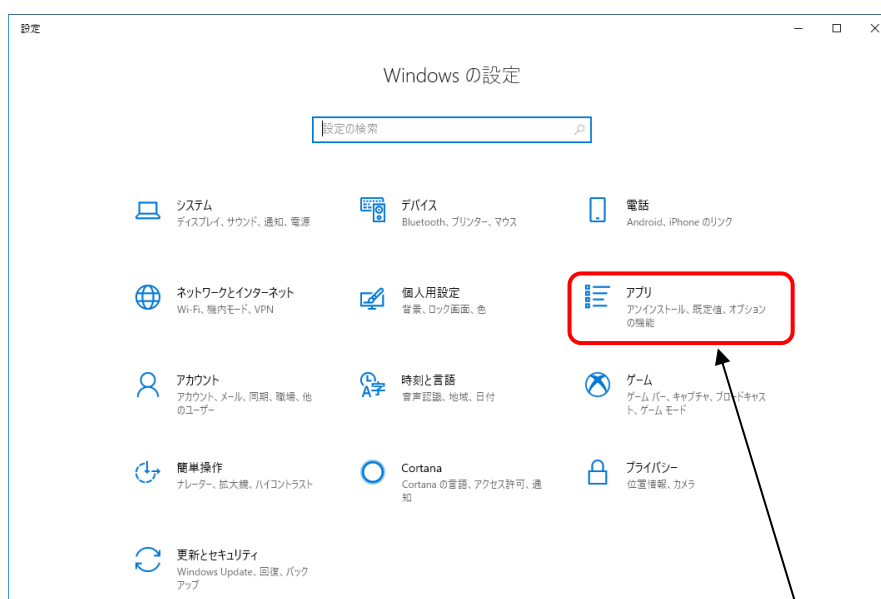 設定
Windows の設定
設定の検索
システム
ディスプレイ、サウンド、通知、電源
デバイス
Bluetooth、プリンター、マウス
電話
Android、iPhone のリンク
ネットワークとインターネット
Wi-Fi、機内モード、VPN
個人用設定
背景、ロック画面、色
アプリ
アンインストール、既定値、オプション
の機能
アカウント
アカウント、メール、同期、職場、他
のユーザー
時刻と言語
音声認識、地域、日付
ゲーム
ゲーム バー、キャプチャ、ブロードキャス
ト、ゲーム モード
簡単操作
ナレーター、拡大鏡、ハイコントラスト
Cortana
Cortana の言語、アクセス許可、通
知
プライバシー
位置情報、カメラ
更新とセキュリティ
Windows Update、回復、バック
アップ